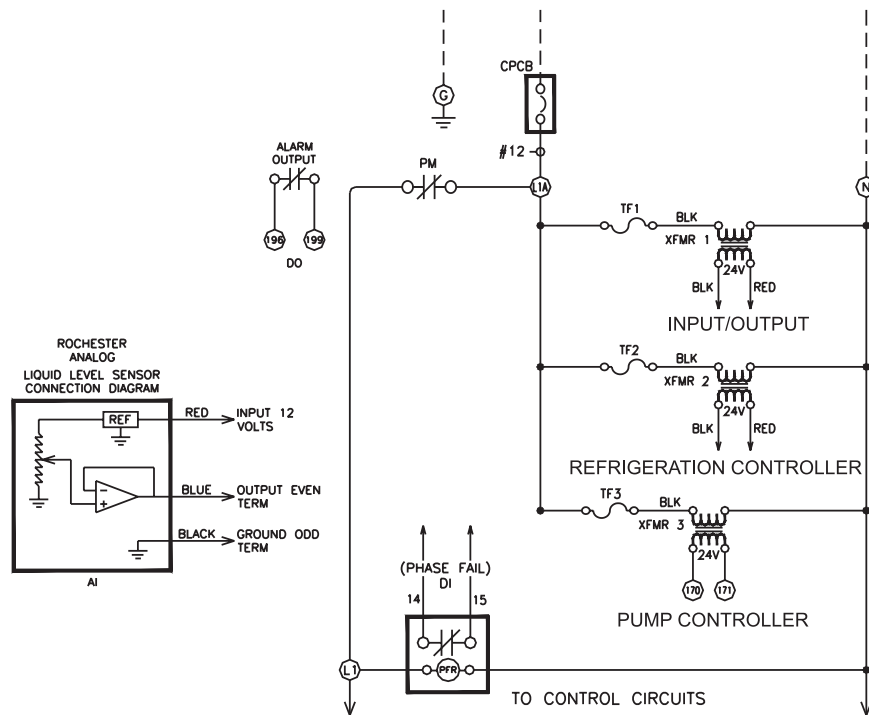 CPCB
G
#12
ALARM
OUTPUT
PM
L1A
N
196
199
DO
TF1
BLK
XFMR 1
24V
BLK
RED
INPUT/OUTPUT
ROCHESTER
ANALOG
LIQUID LEVEL SENSOR
CONNECTION DIAGRAM
REF
RED
INPUT 12
VOLTS
BLUE
OUTPUT EVEN
TERM
BLACK
GROUND ODD
TERM
AI
TF2
BLK
XFMR 2
24V
BLK
RED
REFRIGERATION CONTROLLER
TF3
BLK
XFMR 3
24V
170
171
PUMP CONTROLLER
(PHASE FAIL)
DI
14
15
L1
PFR
TO CONTROL CIRCUITS